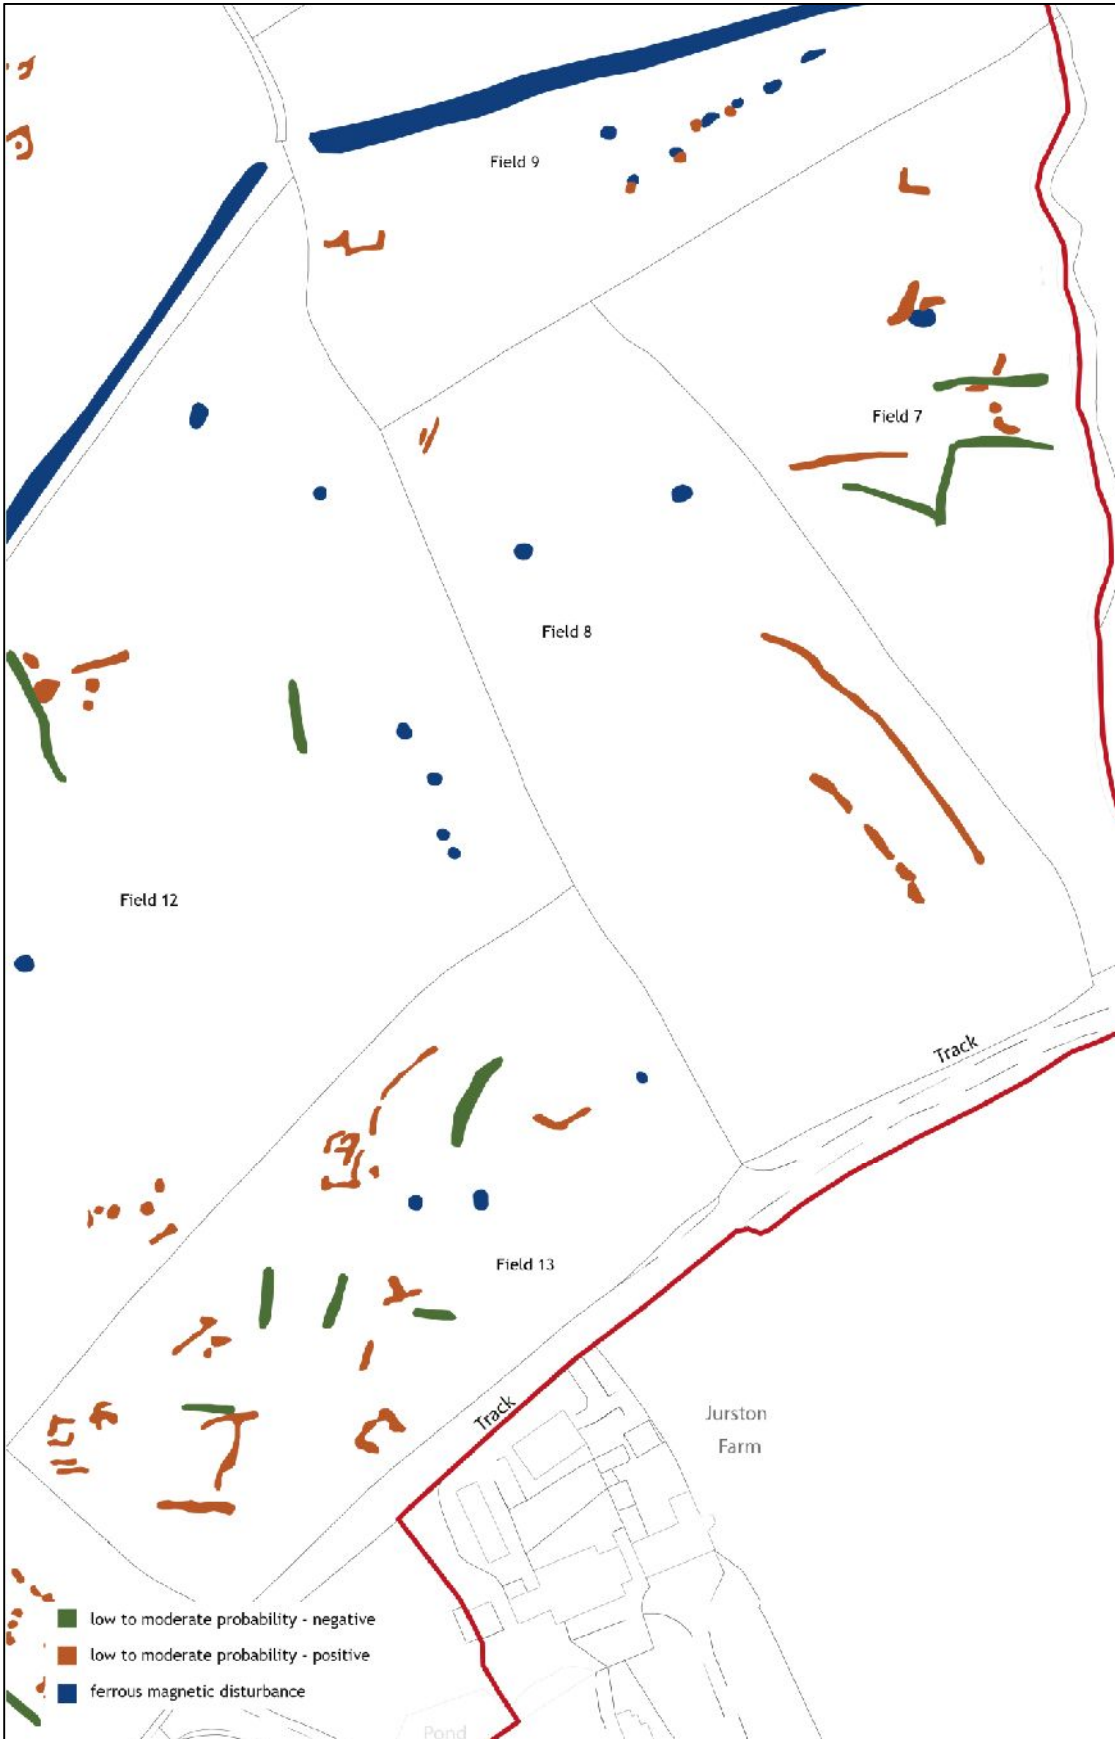 Field 9
Field 7
Field 8
Field 12
Track
Field 13
Track
Jurston
Farm
low to moderate probability - negative
low to moderate probability - positive
ferrous magnetic disturbance
Pond